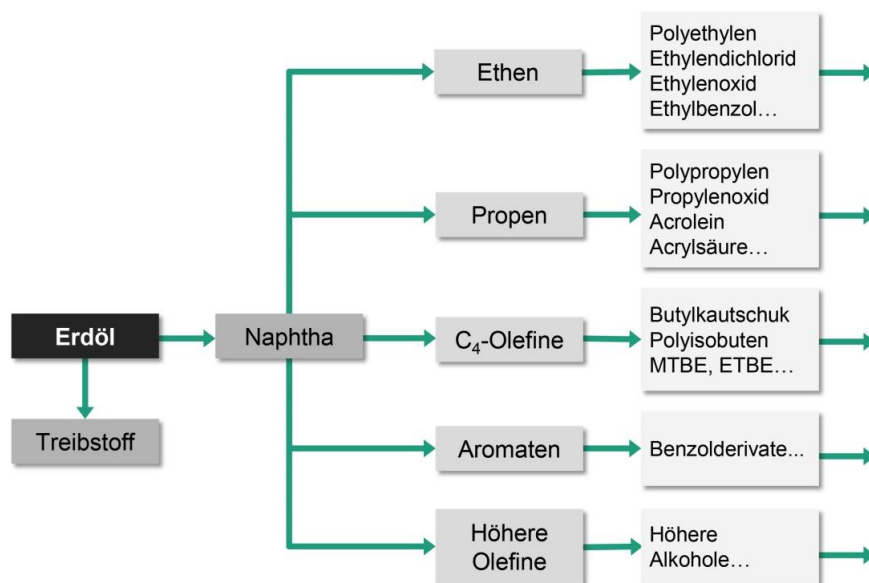 Erdöl
Treibstoff
Naphtha
Ethen
Polyethylen
Ethylendichlorid
Ethylenoxid
Ethylbenzol…
Propen
Polypropylen
Propylenoxid
Acrolein
Acrylsäure…
C₄-Olefine
Butylkautschuk
Polyisobuten
MTBE, ETBE…
Aromaten
Benzolderivate...
Höhere
Olefine
Höhere
Alkohole…